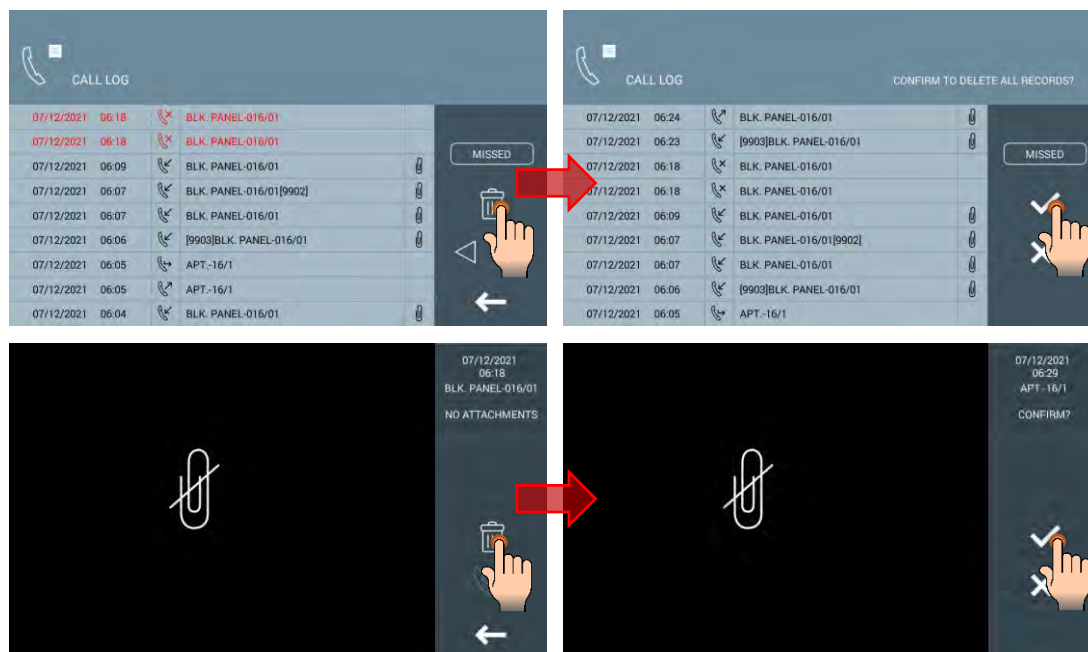 CALL LOG
07/12/2021 06:18 BLK. PANEL-016/01
07/12/2021 06:18 BLK. PANEL-016/01
07/12/2021 06:09 BLK. PANEL-016/01
07/12/2021 06:07 BLK. PANEL-016/01[9902]
07/12/2021 06:07 BLK. PANEL-016/01
07/12/2021 06:06 [9903]BLK. PANEL-016/01
07/12/2021 06:05 APT.-16/1
07/12/2021 06:05 APT.-16/1
07/12/2021 06:04 BLK. PANEL-016/01
MISSED
CALL LOG
CONFIRM TO DELETE ALL RECORDS?
07/12/2021 06:24 BLK. PANEL-016/01
07/12/2021 06:23 [9903]BLK. PANEL-016/01
07/12/2021 06:18 BLK. PANEL-016/01
07/12/2021 06:18 BLK. PANEL-016/01
07/12/2021 06:09 BLK. PANEL-016/01
07/12/2021 06:07 BLK. PANEL-016/01[9902]
07/12/2021 06:07 BLK. PANEL-016/01
07/12/2021 06:06 [9903]BLK. PANEL-016/01
07/12/2021 06:05 APT.-16/1
MISSED
07/12/2021
06:18
BLK. PANEL-016/01
NO ATTACHMENTS
07/12/2021
06:29
APT.-16/1
CONFIRM?